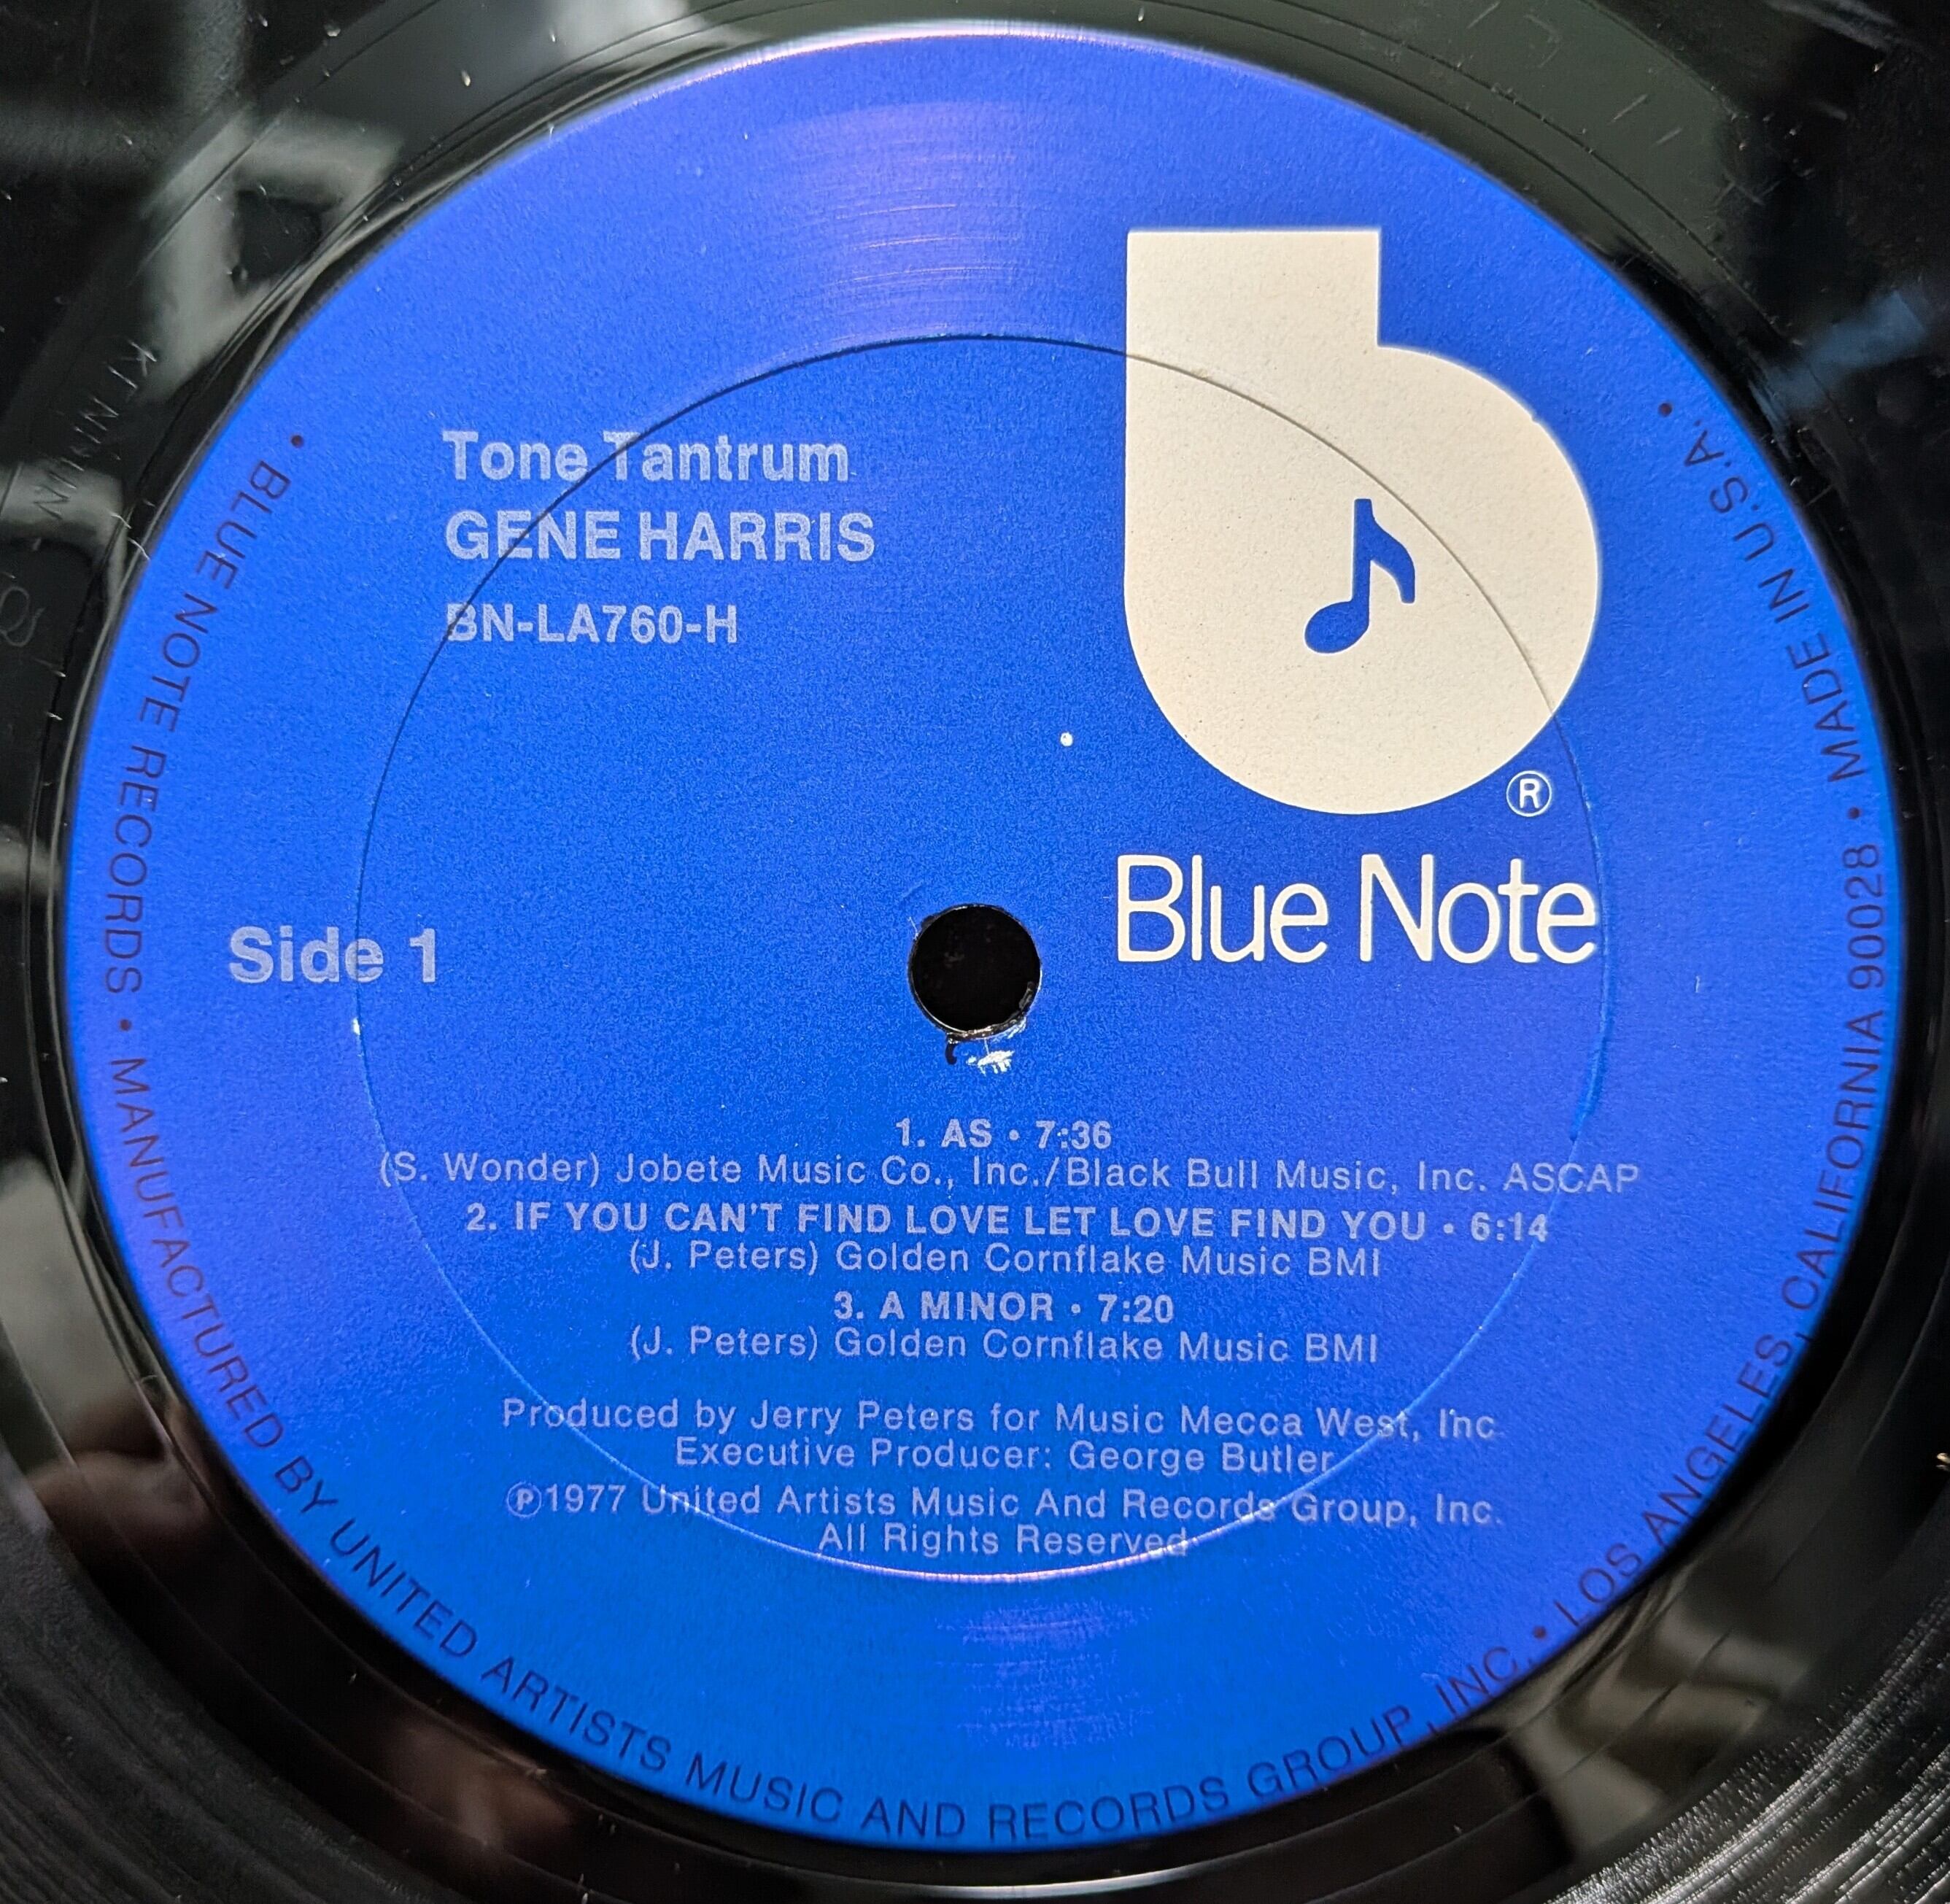 Tone Tantrum
GENE HARRIS
BN-LA760-H
®
Blue Note
Side 1
1. AS • 7:36
(S. Wonder) Jobete Music Co., Inc./Black Bull Music, Inc. ASCAP
2. IF YOU CAN'T FIND LOVE LET LOVE FIND YOU • 6:14
(J. Peters) Golden Cornflake Music BMI
3. A MINOR • 7:20
(J. Peters) Golden Cornflake Music BMI
Produced by Jerry Peters for Music Mecca West, Inc.
Executive Producer: George Butler
℗1977 United Artists Music And Records Group, Inc.
All Rights Reserved
• BLUE NOTE RECORDS • MANUFACTURED BY UNITED ARTISTS MUSIC AND RECORDS GROUP, INC. • LOS ANGELES, CALIFORNIA 90028 • MADE IN U.S.A. •